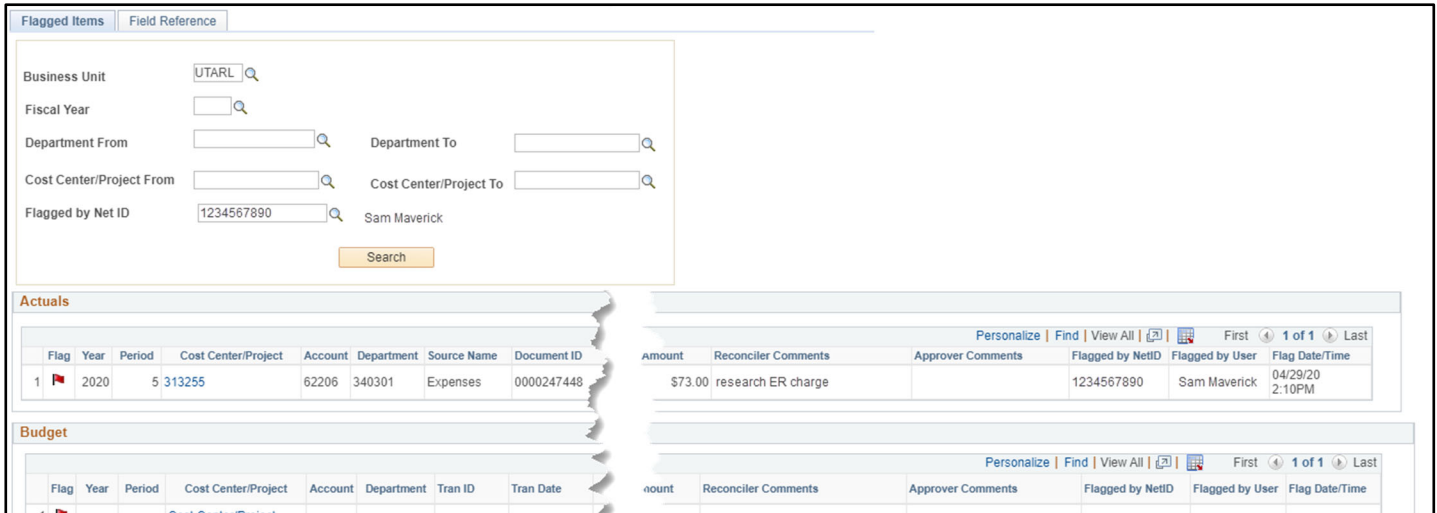 Flagged Items Field Reference
Business Unit UTARL
Fiscal Year
Department From Department To
Cost Center/Project From Cost Center/Project To
Flagged by Net ID 1234567890 Sam Maverick
Search
Actuals
Personalize | Find | View All | First 1 of 1 Last
Flag Year Period Cost Center/Project Account Department Source Name Document ID Amount Reconciler Comments Approver Comments Flagged by NetID Flagged by User Flag Date/Time
1 2020 5 313255 62206 340301 Expenses 0000247448 $73.00 research ER charge 1234567890 Sam Maverick 04/29/20
2:10PM
Budget
Personalize | Find | View All | First 1 of 1 Last
Flag Year Period Cost Center/Project Account Department Tran ID Tran Date Reconciler Comments Approver Comments Flagged by NetID Flagged by User Flag Date/Time